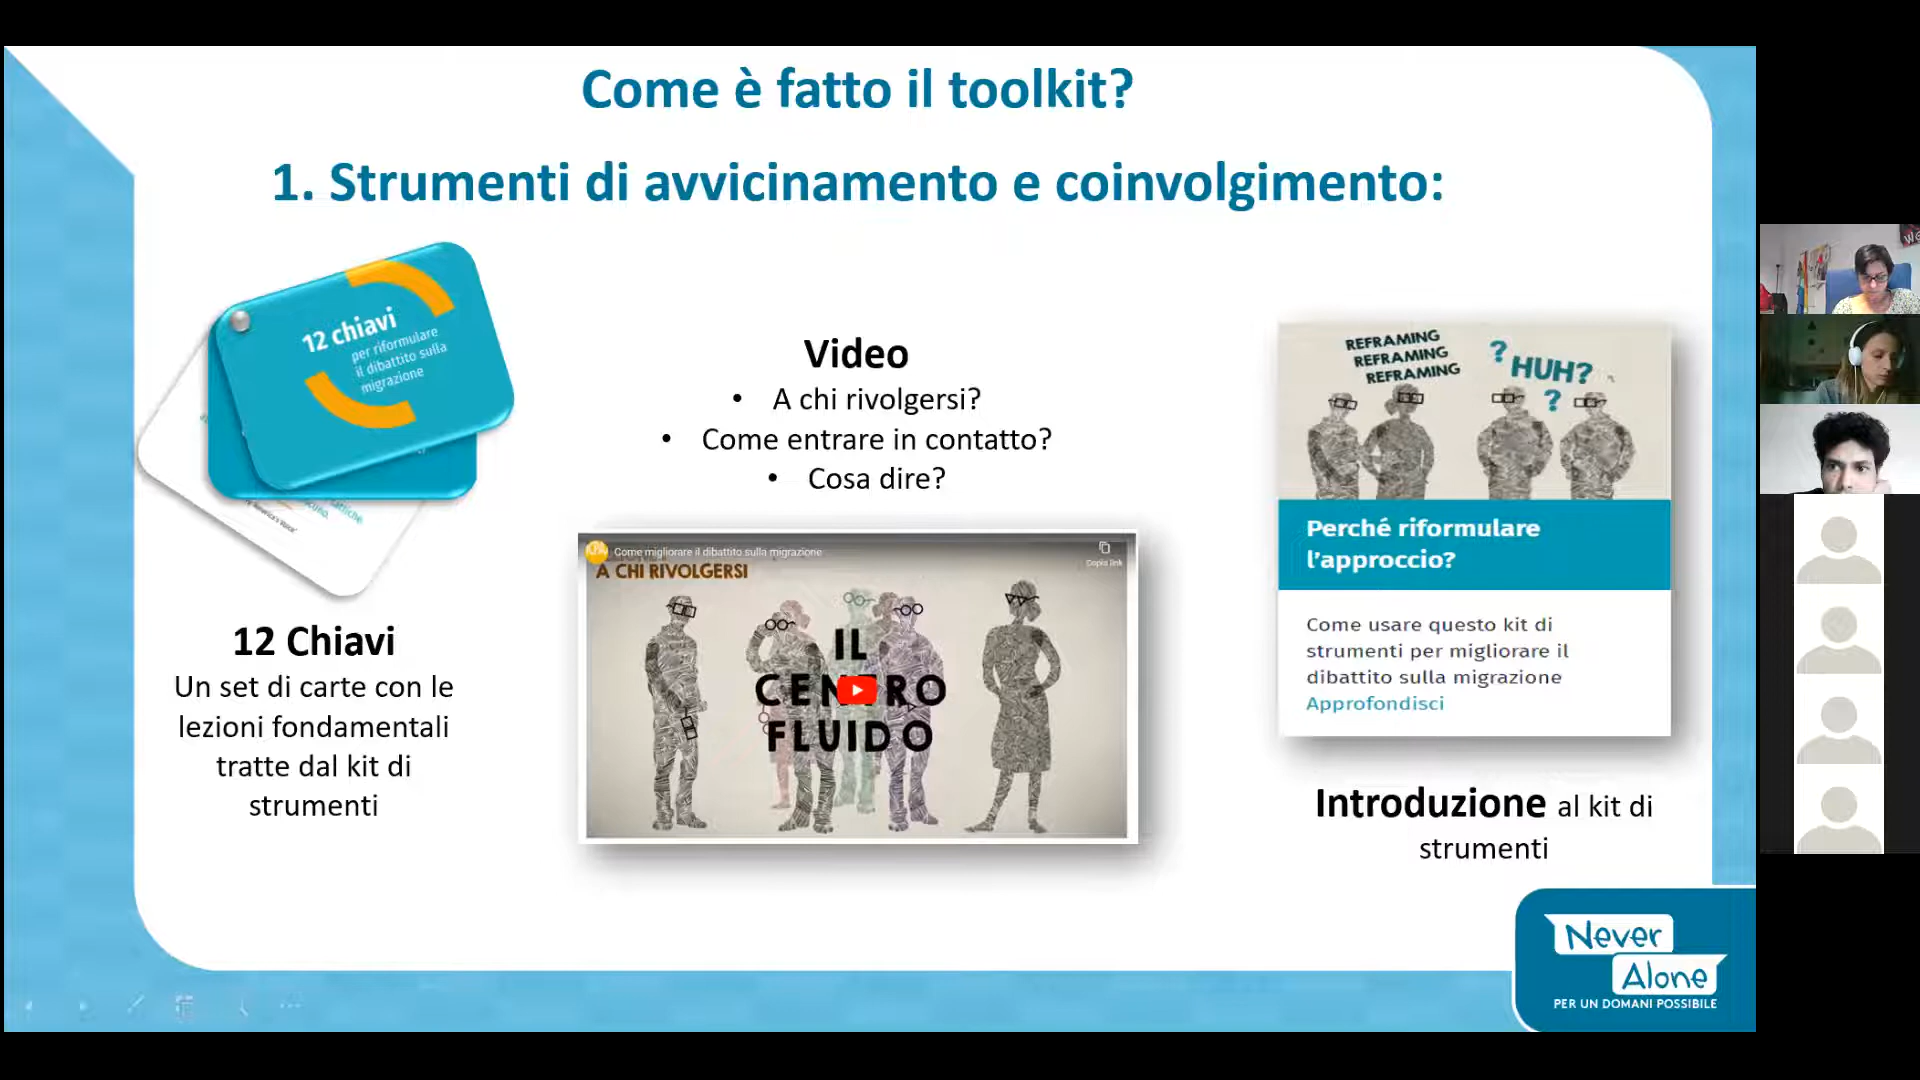 Come è fatto il toolkit?
1. Strumenti di avvicinamento e coinvolgimento:
12 chiavi
per riformulare
il dibattito sulla
migrazione
America's Voice"
12 Chiavi
Un set di carte con le
lezioni fondamentali
tratte dal kit di
strumenti
Video
• A chi rivolgersi?
• Come entrare in contatto?
• Cosa dire?
Come migliorare il dibattito sulla migrazione
Copia link
A CHI RIVOLGERSI
IL
CENTRO
FLUIDO
REFRAMING
REFRAMING
REFRAMING
? HUH?
?
Perché riformulare
l'approccio?
Come usare questo kit di
strumenti per migliorare il
dibattito sulla migrazione
Approfondisci
Introduzione al kit di
strumenti
Never
Alone
PER UN DOMANI POSSIBILE